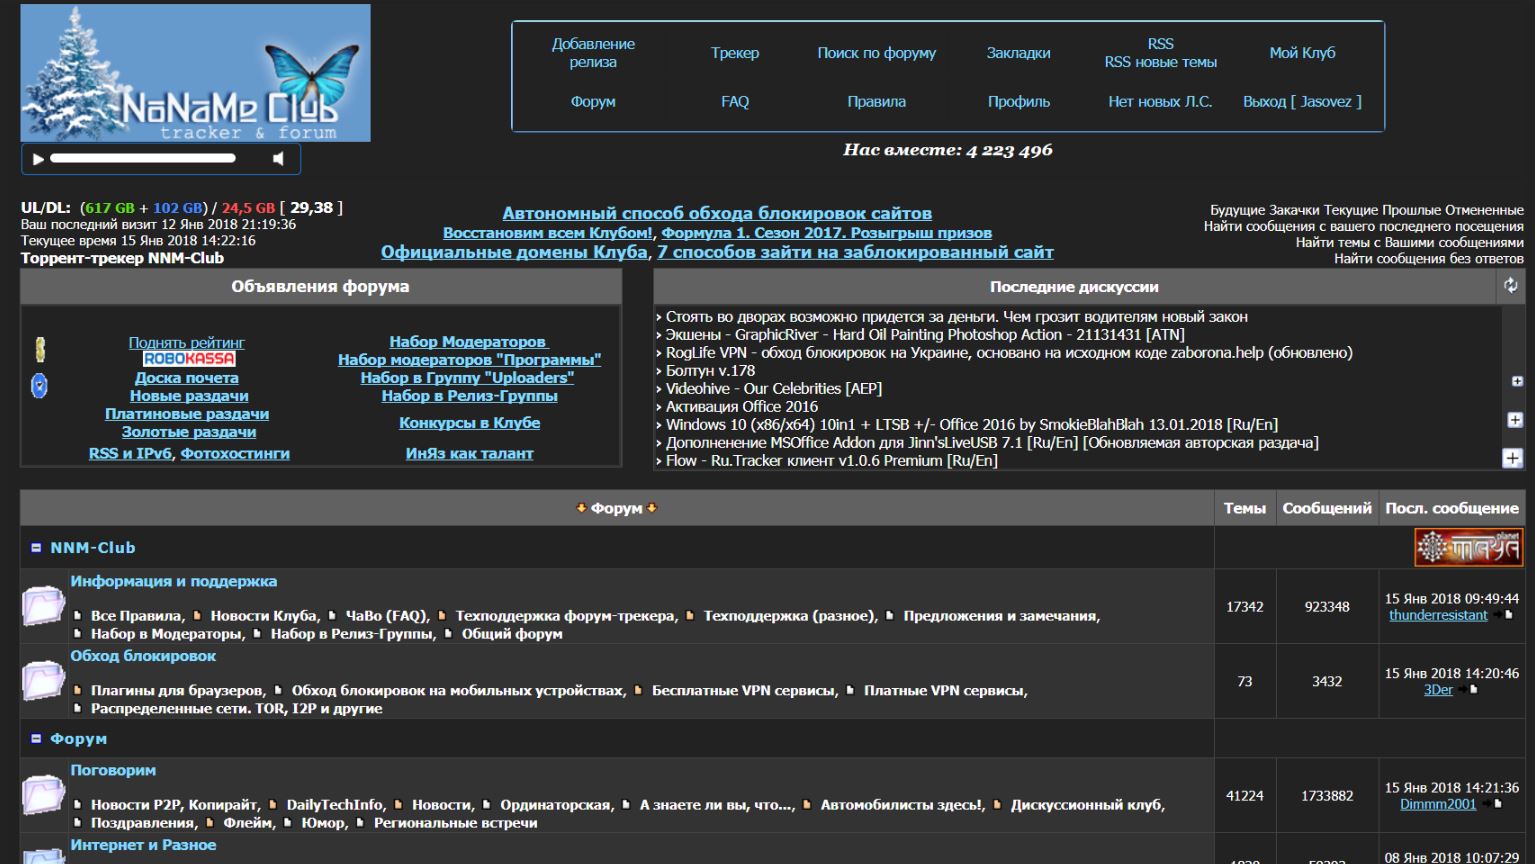 NoNaMe Club
tracker & forum
Добавление релиза
Трекер
Поиск по форуму
Закладки
RSS
RSS новые темы
Мой Клуб
Форум
FAQ
Правила
Профиль
Нет новых Л.С.
Выход [ Jasovez ]
Нас вместе: 4 223 496
UL/DL: (617 GB + 102 GB) / 24,5 GB [ 29,38 ]
Ваш последний визит 12 Янв 2018 21:19:36
Текущее время 15 Янв 2018 14:22:16
Торрент-трекер NNM-Club
Автономный способ обхода блокировок сайтов
Восстановим всем Клубом!, Формула 1. Сезон 2017. Розыгрыш призов
Официальные домены Клуба, 7 способов зайти на заблокированный сайт
Будущие Закачки Текущие Прошлые Отмененные
Найти сообщения с вашего последнего посещения
Найти темы с Вашими сообщениями
Найти сообщения без ответов
Объявления форума
Поднять рейтинг
ROBOKASSA
Доска почета
Новые раздачи
Платиновые раздачи
Золотые раздачи
RSS и IPv6, Фотохостинги
Набор Модераторов
Набор модераторов "Программы"
Набор в Группу "Uploaders"
Набор в Релиз-Группы
Конкурсы в Клубе
ИнЯз как талант
Последние дискуссии
› Стоять во дворах возможно придется за деньги. Чем грозит водителям новый закон
› Экшены - GraphicRiver - Hard Oil Painting Photoshop Action - 21131431 [ATN]
› RogLife VPN - обход блокировок на Украине, основано на исходном коде zaborona.help (обновлено)
› Болтун v.178
› Videohive - Our Celebrities [AEP]
› Активация Office 2016
› Windows 10 (x86/x64) 10in1 + LTSB +/- Office 2016 by SmokieBlahBlah 13.01.2018 [Ru/En]
› Дополненение MSOffice Addon для Jinn'sLiveUSB 7.1 [Ru/En] [Обновляемая авторская раздача]
› Flow - Ru.Tracker клиент v1.0.6 Premium [Ru/En]
Форум
Темы
Сообщений
Посл. сообщение
NNM-Club
planet
Информация и поддержка
Все Правила, Новости Клуба, ЧаВо (FAQ), Техподдержка форум-трекера, Техподдержка (разное), Предложения и замечания,
Набор в Модераторы, Набор в Релиз-Группы, Общий форум
17342
923348
15 Янв 2018 09:49:44
thunderresistant
Обход блокировок
Плагины для браузеров, Обход блокировок на мобильных устройствах, Бесплатные VPN сервисы, Платные VPN сервисы,
Распределенные сети. TOR, I2P и другие
73
3432
15 Янв 2018 14:20:46
3Der
Форум
Поговорим
Новости P2P, Копирайт, DailyTechInfo, Новости, Ординаторская, А знаете ли вы, что..., Автомобилисты здесь!, Дискуссионный клуб,
Поздравления, Флейм, Юмор, Региональные встречи
41224
1733882
15 Янв 2018 14:21:36
Dimmm2001
Интернет и Разное
08 Янв 2018 10:07:29